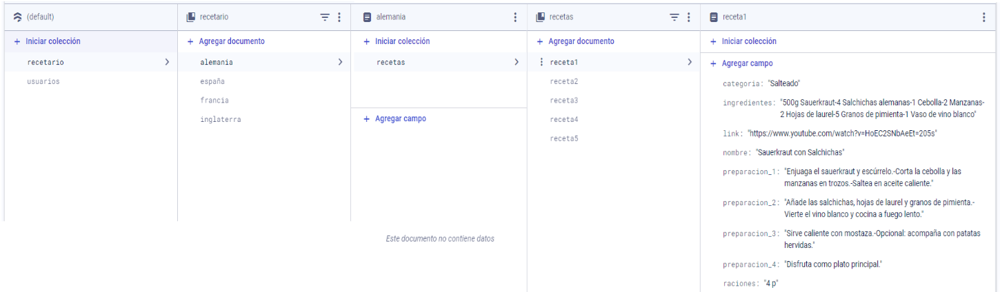 (default)
+ Iniciar colección
recetario
usuarios
recetario
+ Agregar documento
alemania
españa
francia
inglaterra
alemania
+ Iniciar colección
recetas
+ Agregar campo
Este documento no contiene datos
recetas
+ Agregar documento
receta1
receta2
receta3
receta4
receta5
receta1
+ Iniciar colección
+ Agregar campo
categoria: "Salteado"
ingredientes: "500g Sauerkraut-4 Salchichas alemanas-1 Cebolla-2 Manzanas-
2 Hojas de laurel-5 Granos de pimienta-1 Vaso de vino blanco"
link: "https://www.youtube.com/watch?v=HoEC2SNbAeEt=205s"
nombre: "Sauerkraut con Salchichas"
preparacion_1: "Enjuaga el sauerkraut y escúrrelo.-Corta la cebolla y las
manzanas en trozos.-Saltea en aceite caliente."
preparacion_2: "Añade las salchichas, hojas de laurel y granos de pimienta.-
Vierte el vino blanco y cocina a fuego lento."
preparacion_3: "Sirve caliente con mostaza.-Opcional: acompaña con patatas
hervidas."
preparacion_4: "Disfruta como plato principal."
raciones: "4 p"